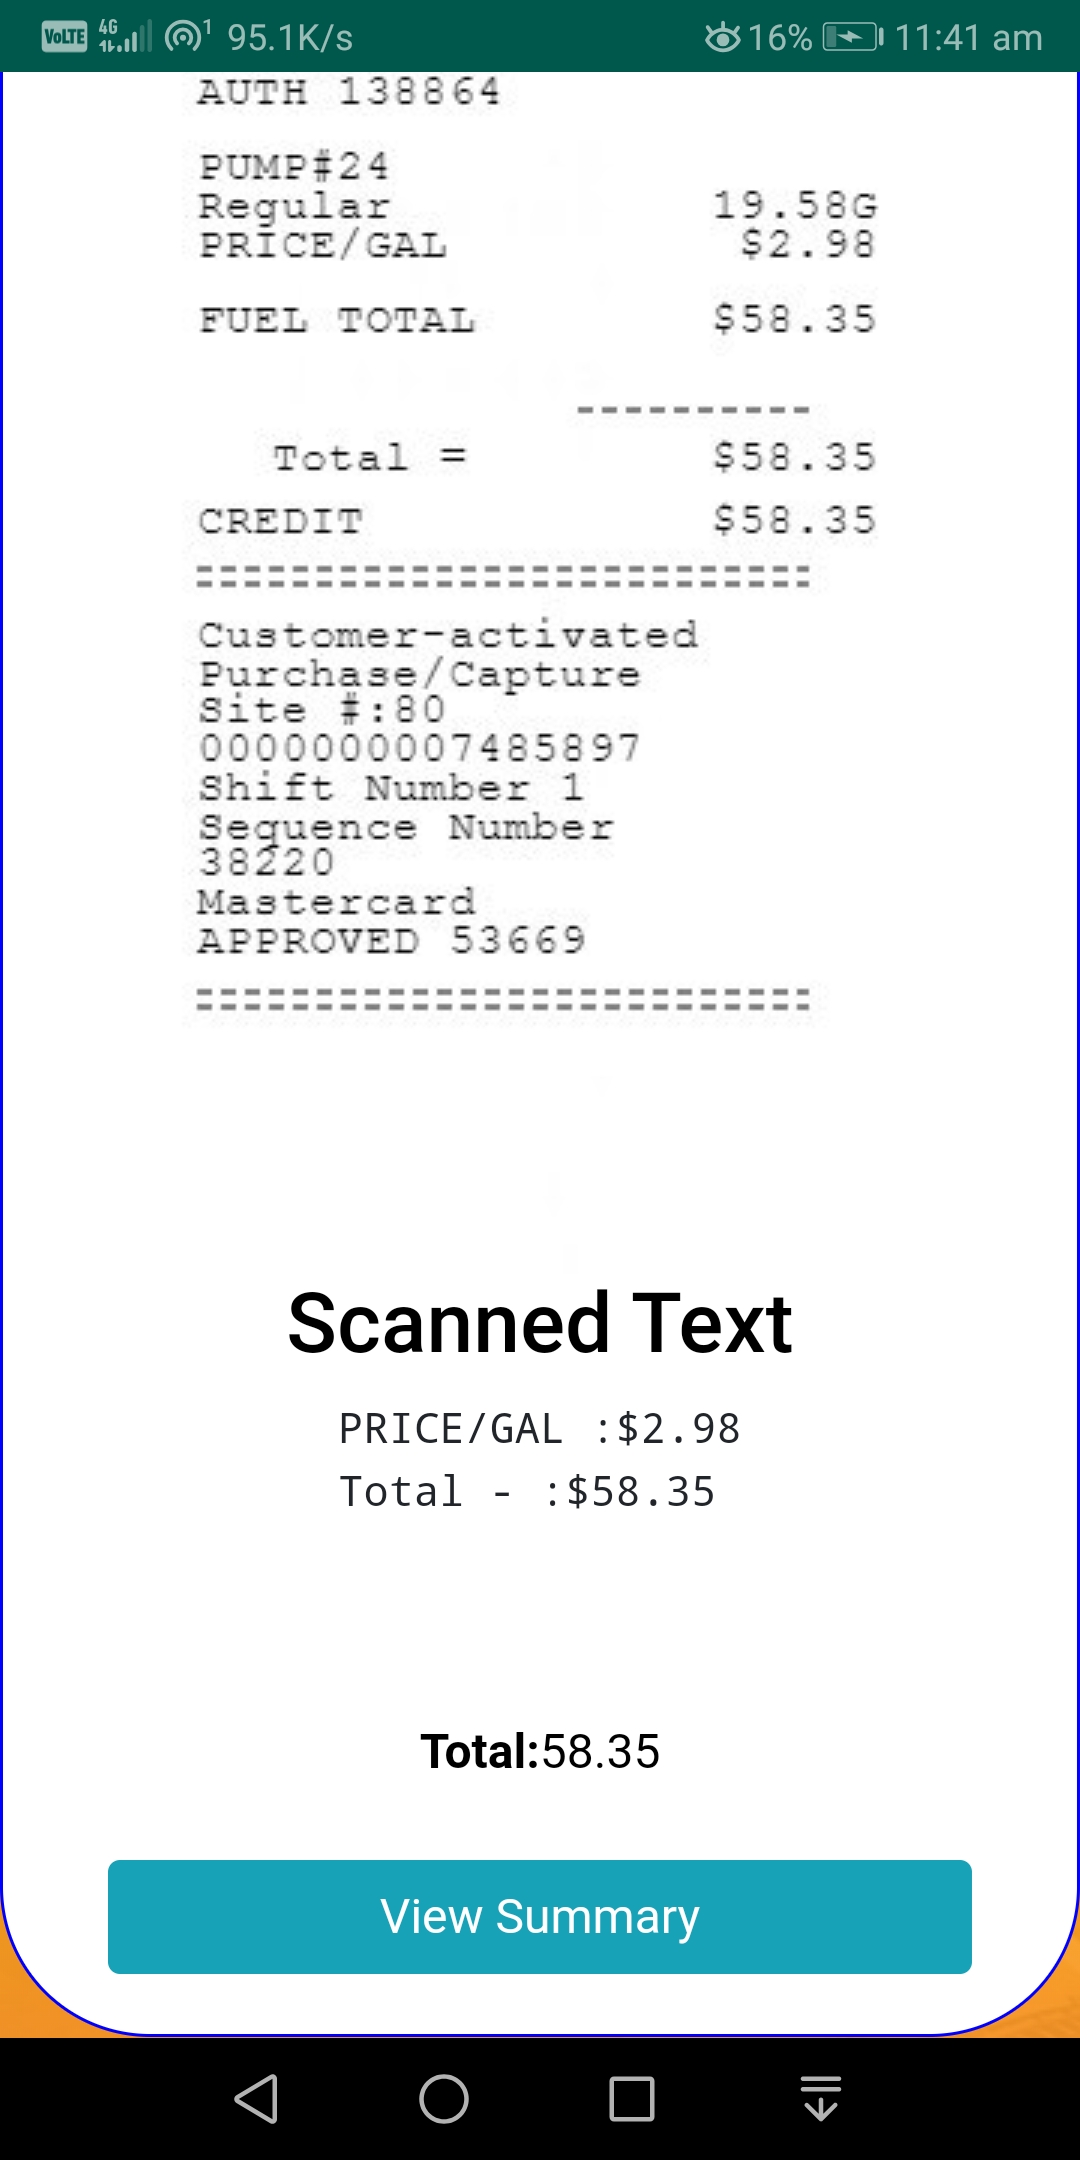 VoLTE 4G 1 95.1K/s 16% 11:41 am
AUTH 138864
PUMP#24
Regular 19.58G
PRICE/GAL $2.98
FUEL TOTAL $58.35
----------
Total = $58.35
CREDIT $58.35
==========================
Customer-activated
Purchase/Capture
Site #:80
0000000007485897
Shift Number 1
Sequence Number
38220
Mastercard
APPROVED 53669
==========================
Scanned Text
PRICE/GAL :$2.98
Total - :$58.35
Total:58.35
View Summary